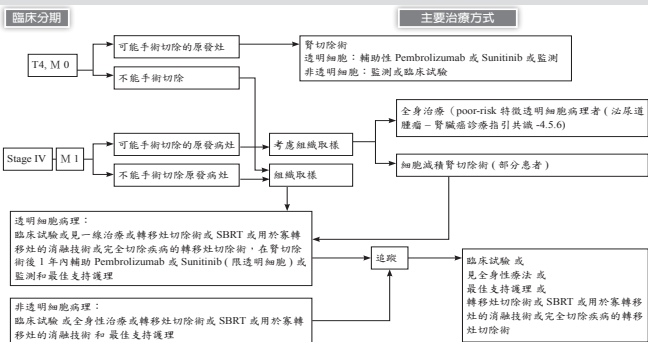 臨床分期
主要治療方式
T4, M 0
可能手術切除的原發灶
不能手術切除
腎切除術
透明細胞：輔助性 Pembrolizumab 或 Sunitinib 或監測
非透明細胞：監測或臨床試驗
Stage IV
M 1
可能手術切除的原發病灶
不能手術切除原發病灶
考慮組織取樣
組織取樣
全身治療（poor-risk 特徵透明細胞病理者 ( 泌尿道
腫瘤 – 腎臟癌診療指引共識 -4.5.6)
細胞減積腎切除術 ( 部分患者 )
透明細胞病理：
臨床試驗或見一線治療或轉移灶切除術或 SBRT 或用於寡轉
移灶的消融技術或完全切除疾病的轉移灶切除術，在腎切除
術後 1 年內輔助 Pembrolizumab 或 Sunitinib ( 限透明細胞 ) 或
監測和最佳支持護理
追蹤
臨床試驗 或
見全身性療法 或
最佳支持護理 或
轉移灶切除術或 SBRT 或用於寡轉移
灶的消融技術或完全切除疾病的轉移
灶切除術
非透明細胞病理：
臨床試驗 或全身性治療或轉移灶切除術或 SBRT 或用於寡轉
移灶的消融技術 和 最佳支持護理